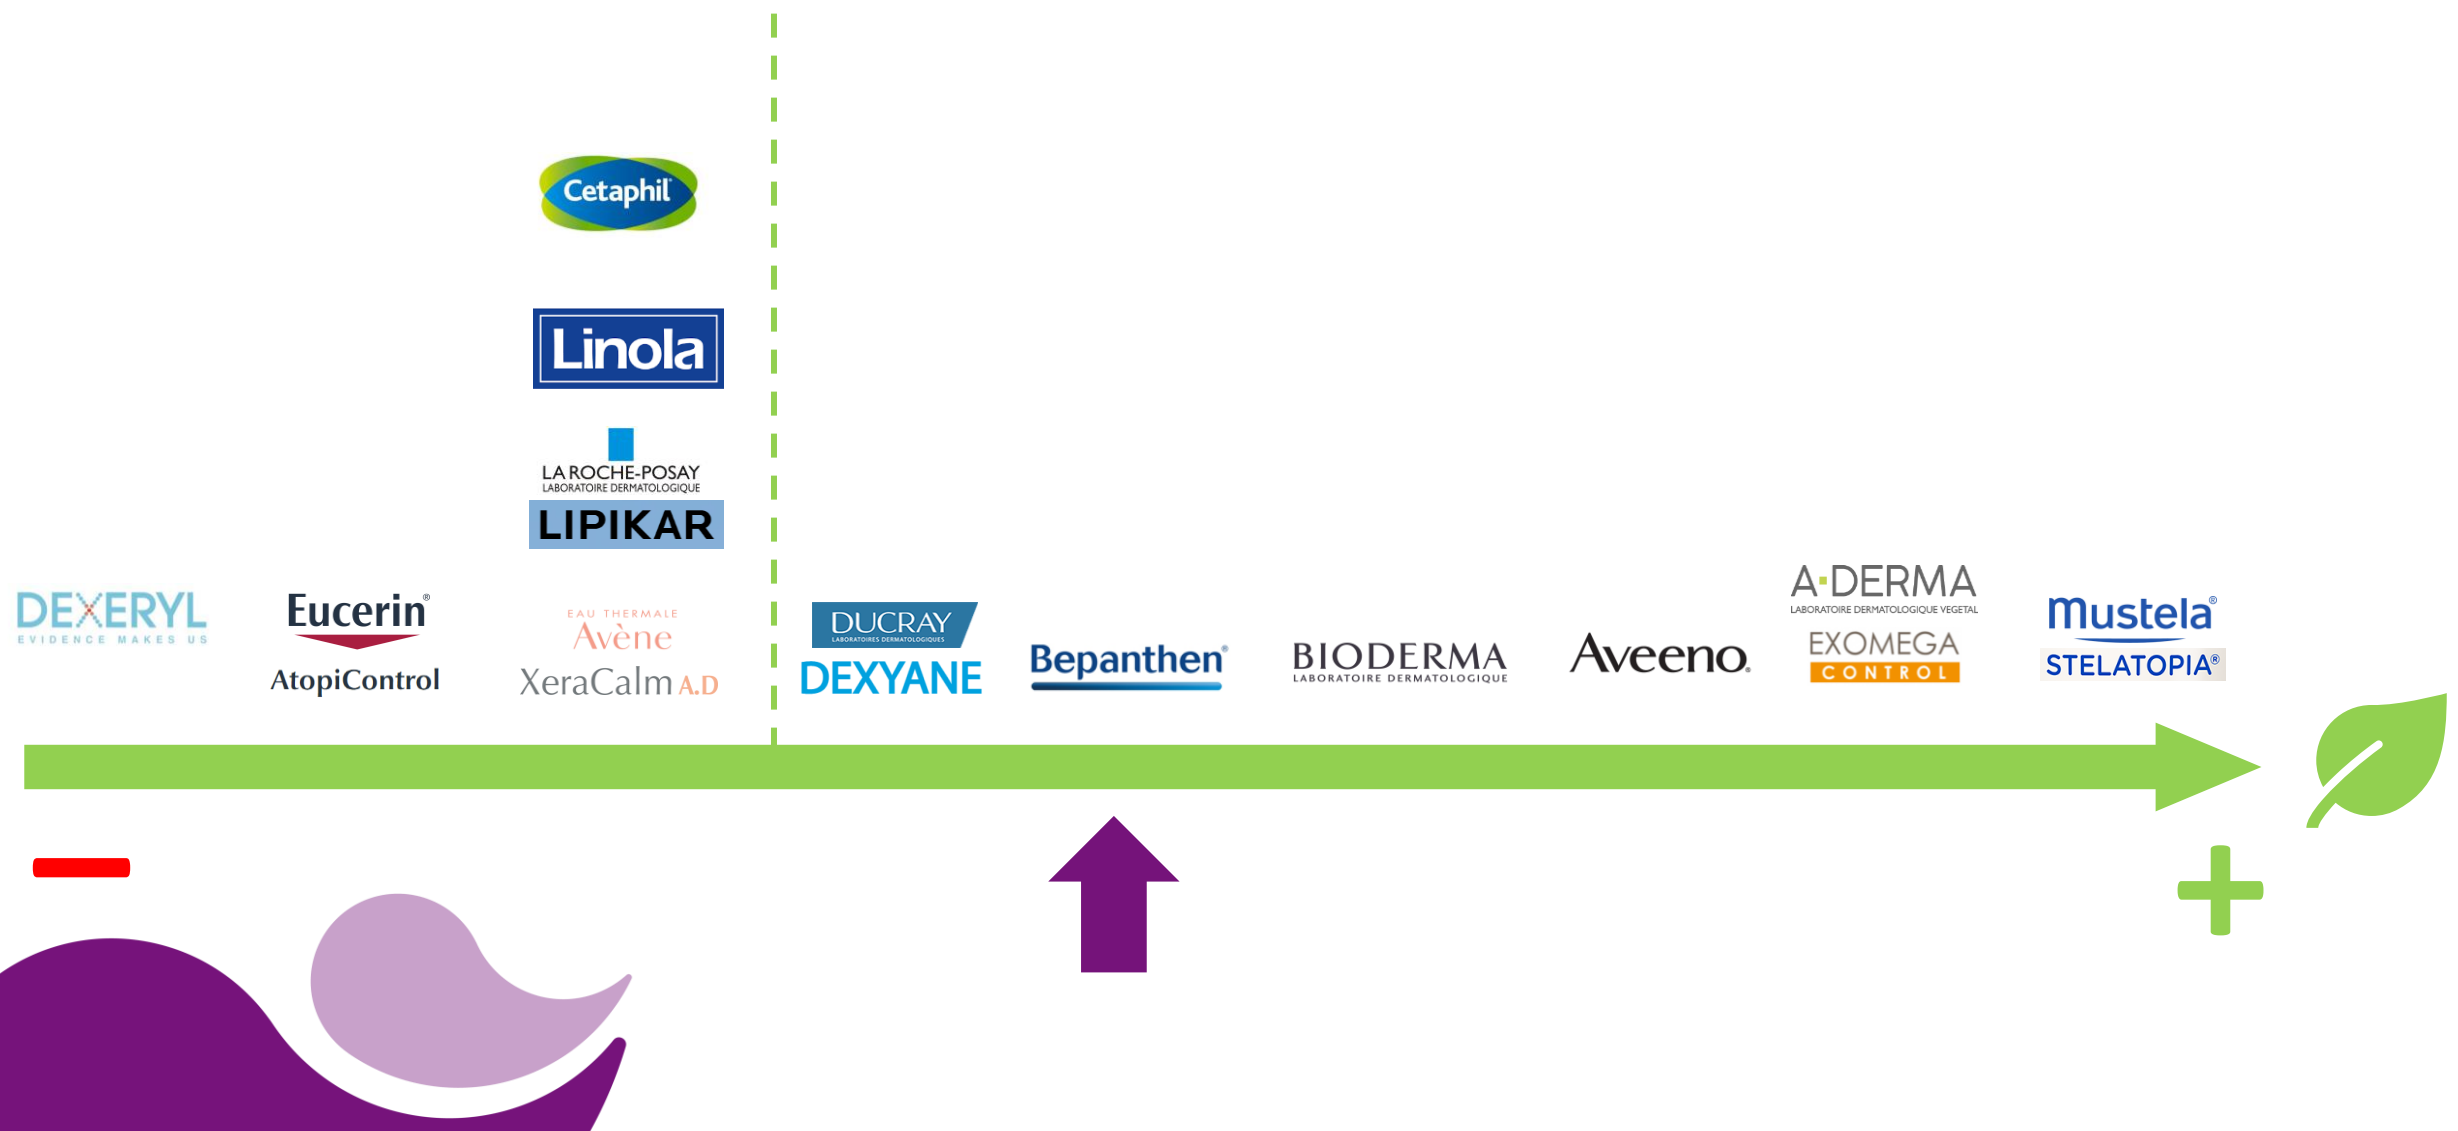 Cetaphil®
Linola
LA ROCHE-POSAY
LABORATOIRE DERMATOLOGIQUE
LIPIKAR
DEXERYL
EVIDENCE MAKES US
Eucerin®
AtopiControl
EAU THERMALE
Avène
XeraCalm A.D
DUCRAY
LABORATOIRES DERMATOLOGIQUES
DEXYANE
Bepanthen®
BIODERMA
LABORATOIRE DERMATOLOGIQUE
Aveeno®
A-DERMA
LABORATOIRE DERMATOLOGIQUE VEGETAL
EXOMEGA
CONTROL
mustela®
STELATOPIA®